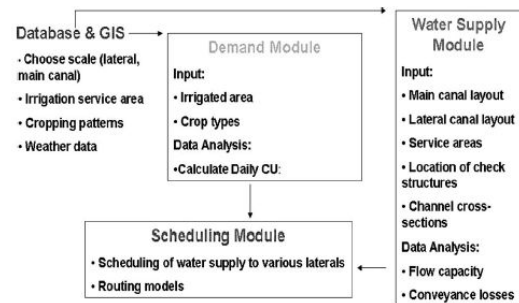 Database & GIS
· Choose scale (lateral,
main canal)
• Irrigation service area
• Cropping patterns
• Weather data
Demand Module
Input:
• Irrigated area
• Crop types
Data Analysis:
•Calculate Daily CU:
Water Supply
Module
Input:
• Main canal layout
• Lateral canal layout
• Service areas
• Location of check
structures
• Channel cross-
sections
Data Analysis:
• Flow capacity
• Conveyance losses
Scheduling Module
• Scheduling of water supply to various laterals
• Routing models